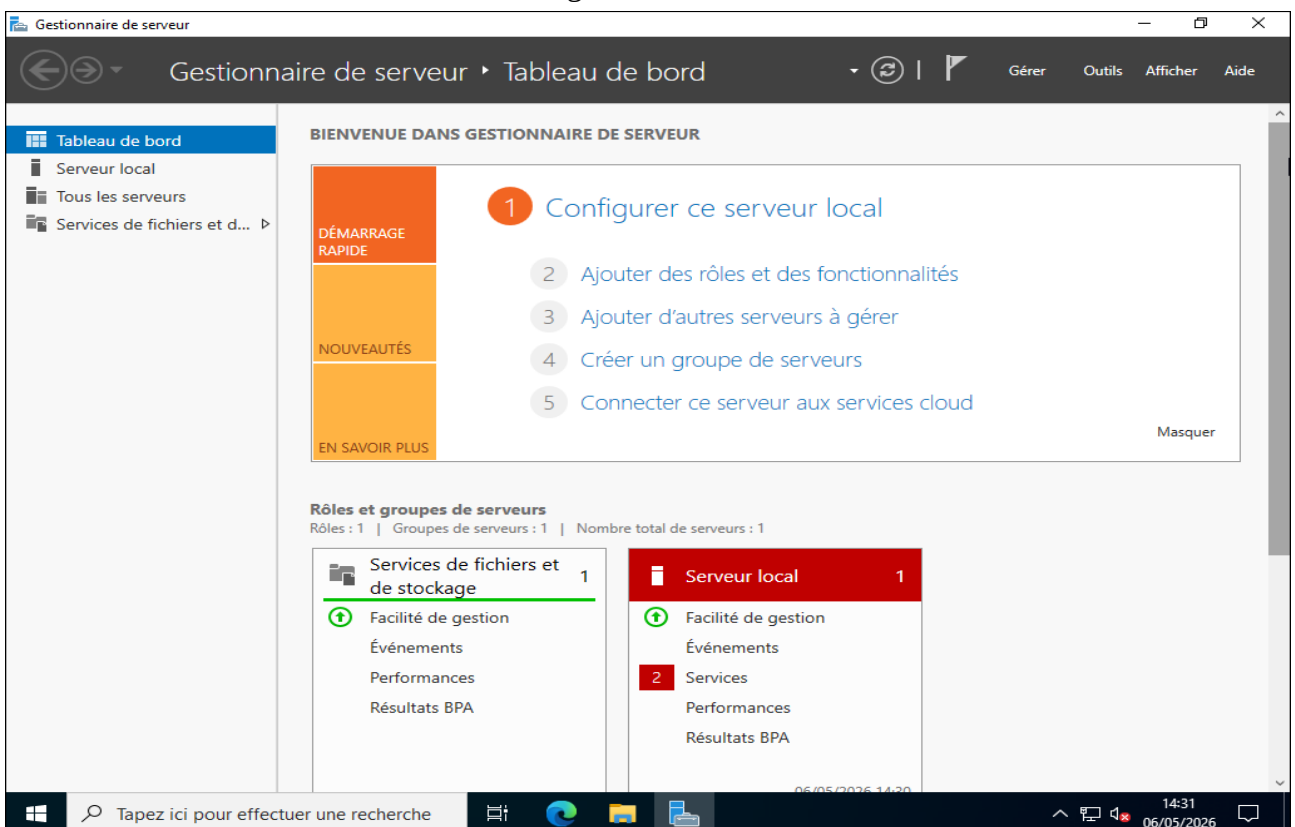 Gestionnaire de serveur
Gestionnaire de serveur ‣ Tableau de bord
Gérer Outils Afficher Aide
Tableau de bord
Serveur local
Tous les serveurs
Services de fichiers et d...
BIENVENUE DANS GESTIONNAIRE DE SERVEUR
DÉMARRAGE
RAPIDE
NOUVEAUTÉS
EN SAVOIR PLUS
1 Configurer ce serveur local
2 Ajouter des rôles et des fonctionnalités
3 Ajouter d’autres serveurs à gérer
4 Créer un groupe de serveurs
5 Connecter ce serveur aux services cloud
Masquer
Rôles et groupes de serveurs
Rôles : 1 | Groupes de serveurs : 1 | Nombre total de serveurs : 1
Services de fichiers et
de stockage
1
Facilité de gestion
Événements
Performances
Résultats BPA
Serveur local 1
Facilité de gestion
Événements
2 Services
Performances
Résultats BPA
06/05/2026 14:30
Tapez ici pour effectuer une recherche
14:31
06/05/2026